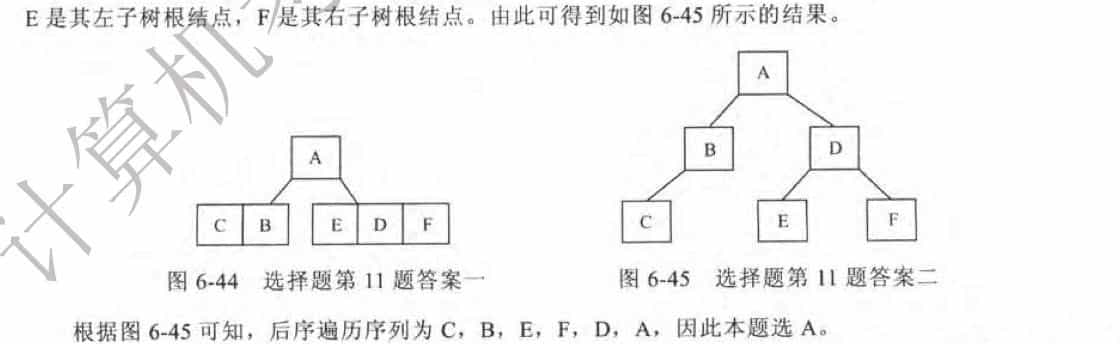 E 是其左子树根结点，F 是其右子树根结点。由此可得到如图 6-45 所示的结果。
A
B
D
C
E
F
A
C B
E D F
图 6-44 选择题第 11 题答案一
图 6-45 选择题第 11 题答案二
根据图 6-45 可知，后序遍历序列为 C，B，E，F，D，A，因此本题选 A。
计算机